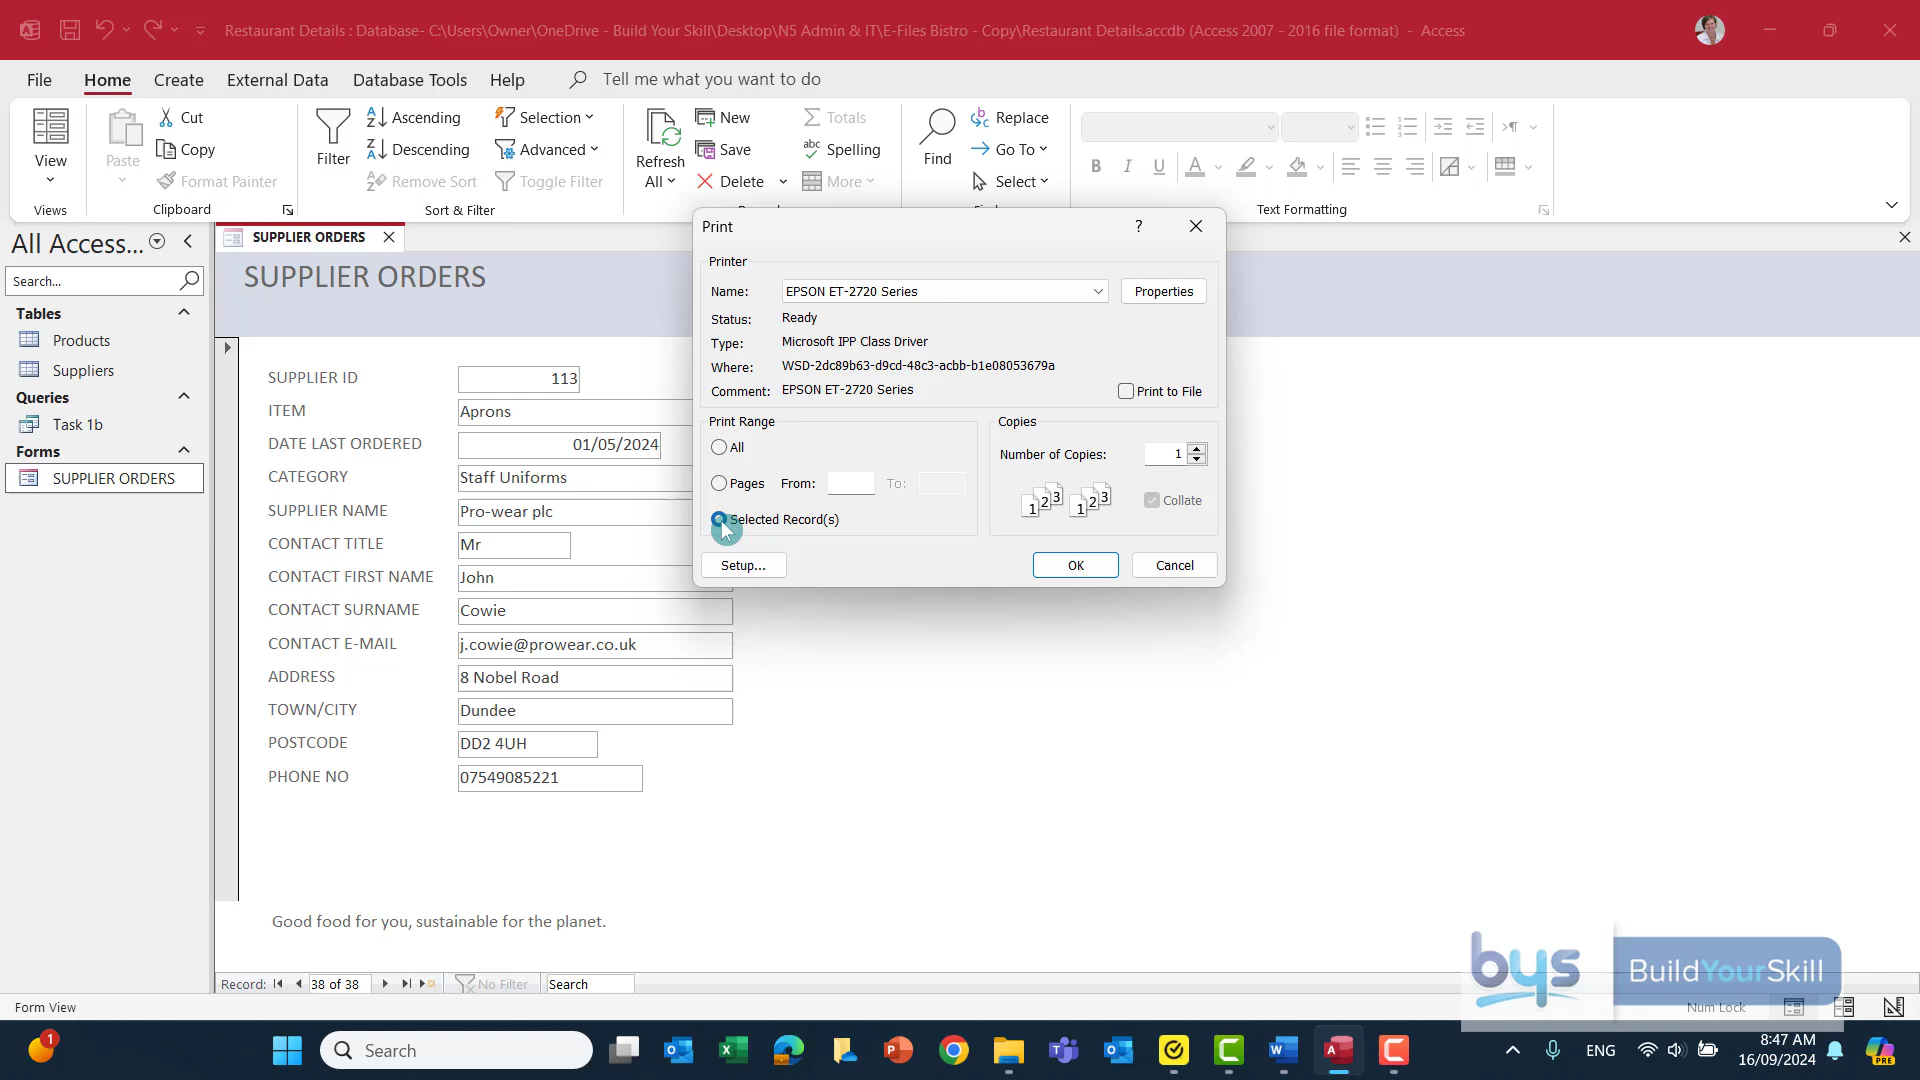 Restaurant Details : Database- C:\Users\Owner\OneDrive - Build Your Skill\Desktop\N5 Admin & IT\E-Files Bistro - Copy\Restaurant Details.accdb (Access 2007 - 2016 file format) - Access
File Home Create External Data Database Tools Help Tell me what you want to do
View
Views
Paste
Cut
Copy
Format Painter
Clipboard
Filter
Ascending
Descending
Remove Sort
Selection
Advanced
Toggle Filter
Sort & Filter
Refresh
All
New
Save
Delete
Totals
Spelling
More
Find
Replace
Go To
Select
B I U A
Text Formatting
All Access...
Search...
Tables
Products
Suppliers
Queries
Task 1b
Forms
SUPPLIER ORDERS
SUPPLIER ORDERS
SUPPLIER ORDERS
SUPPLIER ID 113
ITEM Aprons
DATE LAST ORDERED 01/05/2024
CATEGORY Staff Uniforms
SUPPLIER NAME Pro-wear plc
CONTACT TITLE Mr
CONTACT FIRST NAME John
CONTACT SURNAME Cowie
CONTACT E-MAIL j.cowie@prowear.co.uk
ADDRESS 8 Nobel Road
TOWN/CITY Dundee
POSTCODE DD2 4UH
PHONE NO 07549085221
Good food for you, sustainable for the planet.
Print ?
Printer
Name: EPSON ET-2720 Series Properties
Status: Ready
Type: Microsoft IPP Class Driver
Where: WSD-2dc89b63-d9cd-48c3-acbb-b1e08053679a
Comment: EPSON ET-2720 Series Print to File
Print Range
All
Pages From: To:
Selected Record(s)
Copies
Number of Copies: 1
1 2 3 1 2 3
Collate
Setup... OK Cancel
Record: 38 of 38 No Filter Search
Form View Num Lock
bys BuildYourSkill
1 Search ENG 8:47 AM
16/09/2024
PRE